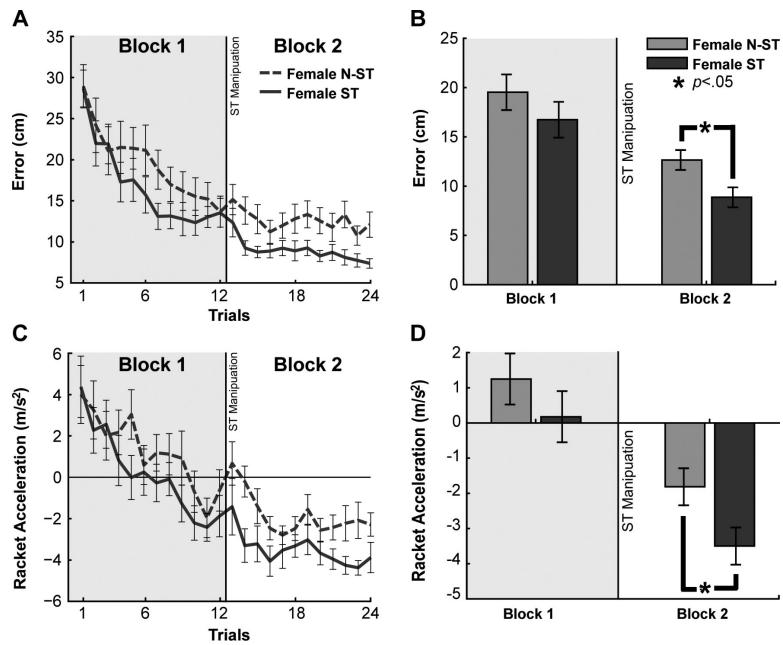 A
Block 1
Block 2
ST Manipuation
Female N-ST
Female ST
Error (cm)
35
30
25
20
15
10
5
1
6
12
18
24
Trials
B
Female N-ST
Female ST
* p<.05
ST Manipuation
*
Error (cm)
25
20
15
10
5
0
Block 1
Block 2
C
Block 1
Block 2
ST Manipuation
Racket Acceleration (m/s²)
6
4
2
0
−2
−4
−6
1
6
12
18
24
Trials
D
Racket Acceleration (m/s²)
2
1
0
-1
-2
-3
-4
-5
ST Manipuation
*
Block 1
Block 2